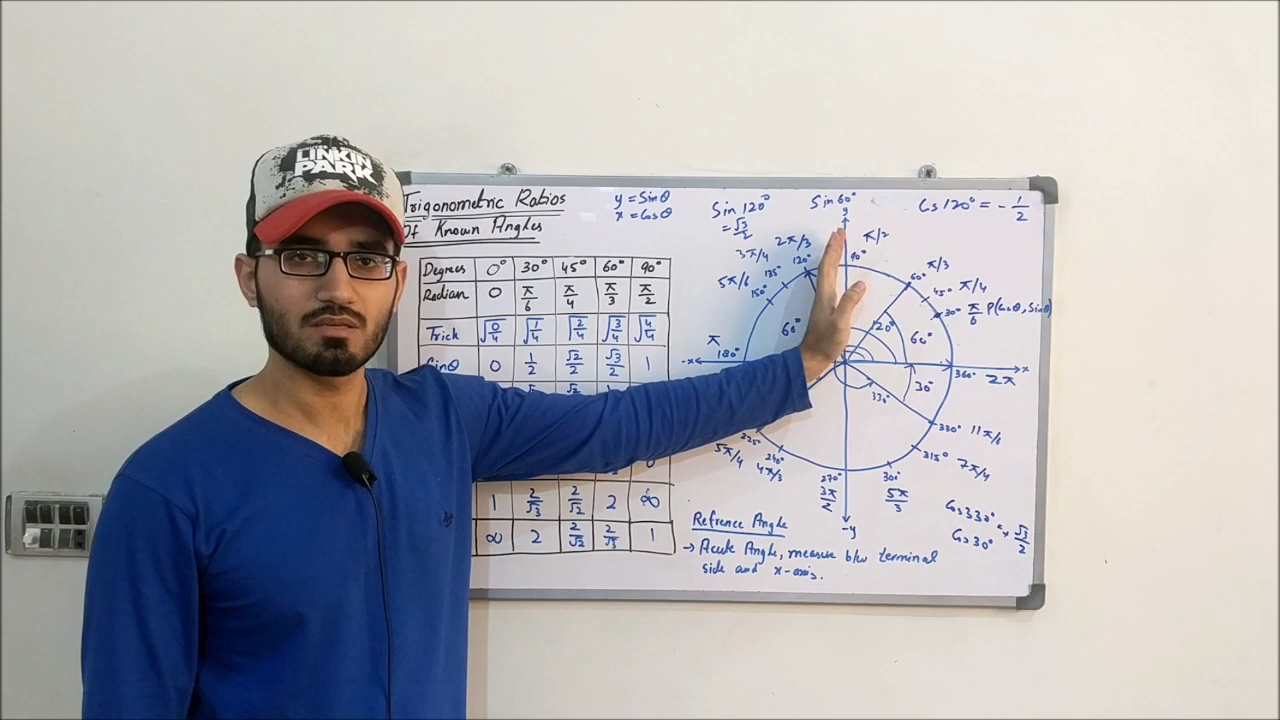 LINKIN
PARK
Trigonometric Ratios
Of Known Angles
y = Sinθ
x = Cosθ
Degrees 0° 30° 45° 60° 90°
Radian 0 π/6 π/4 π/3 π/2
Trick √0/4 √1/4 √2/4 √3/4 √4/4
Sinθ 0 1/2 √2/2 √3/2 1
0
1 2/√3 2/√2 2 ∞
∞ 2 2/√2 2/√3 1
Sin 120°
= √3/2
Sin 60°
Cos 120° = - 1/2
y
π/2
90°
2π/3
120°
3π/4
135°
5π/6
150°
π
180°
-x
60°
π/3
60°
45° π/4
30° π/6 P(Cosθ, Sinθ)
120°
60°
x
360° 2π
30°
330°
330° 11π/6
315° 7π/4
300°
5π/3
270°
3π/2
-y
240°
4π/3
225°
5π/4
Cos 330°
Cos 30° = √3/2
Refrence Angle
→ Acute Angle, measure b/w terminal
side and x-axis.